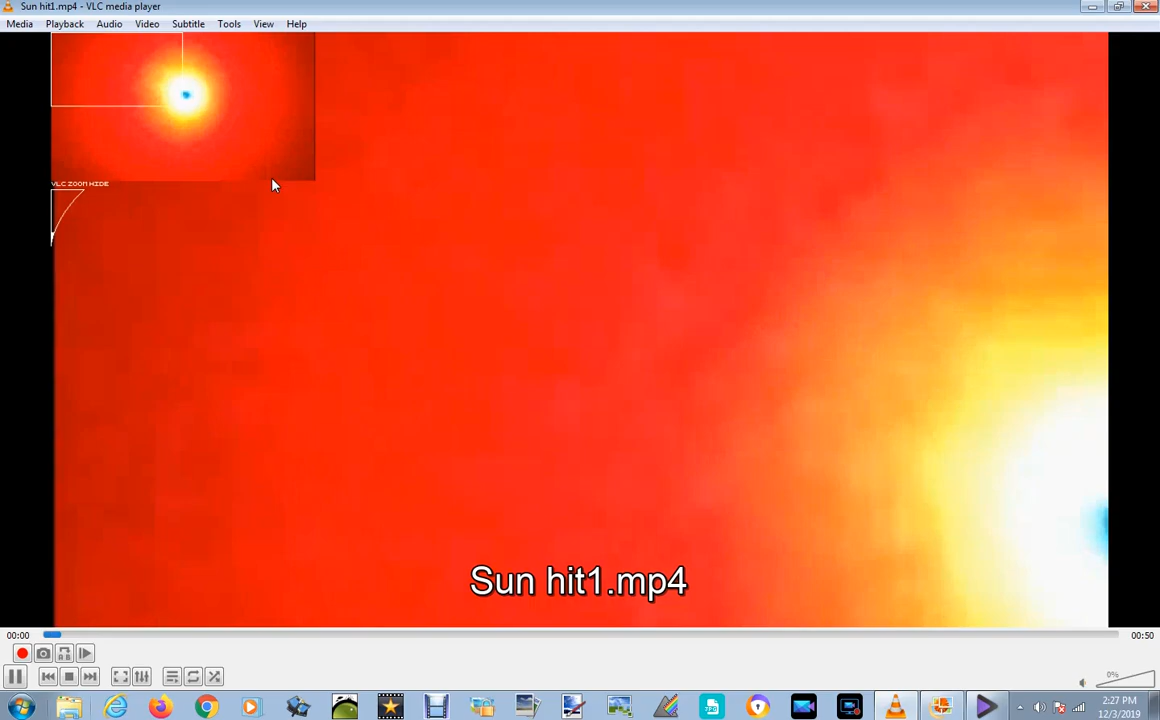 Sun hit1.mp4 - VLC media player
Media Playback Audio Video Subtitle Tools View Help
VLC ZOOM HIDE
Sun hit1.mp4
00:00 00:50
0%
2:27 PM
12/3/2019